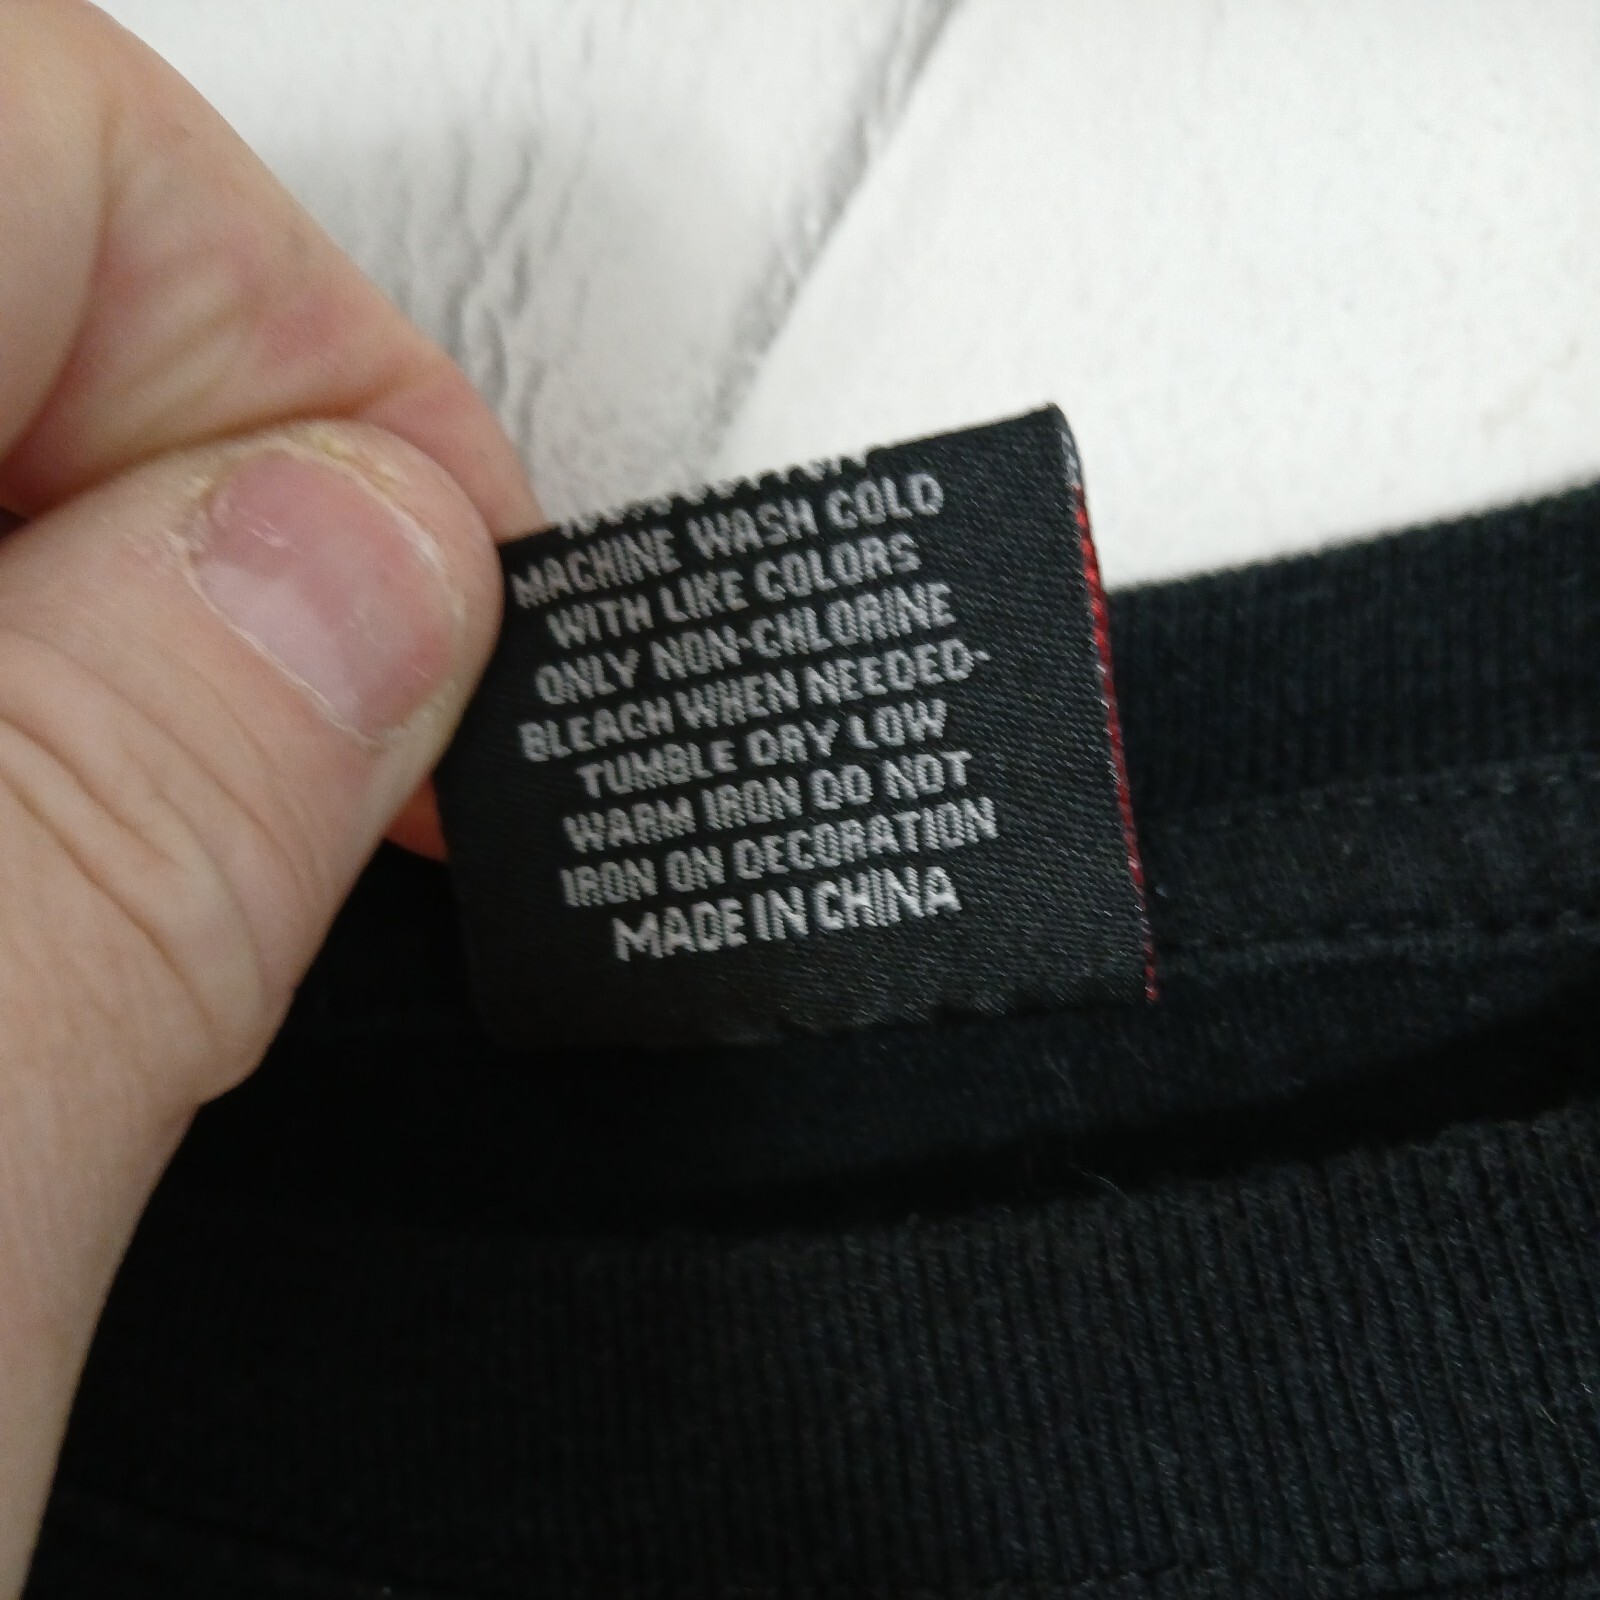 MACHINE WASH COLD
WITH LIKE COLORS
ONLY NON-CHLORINE
BLEACH WHEN NEEDED-
TUMBLE DRY LOW
WARM IRON DO NOT
IRON ON DECORATION
MADE IN CHINA